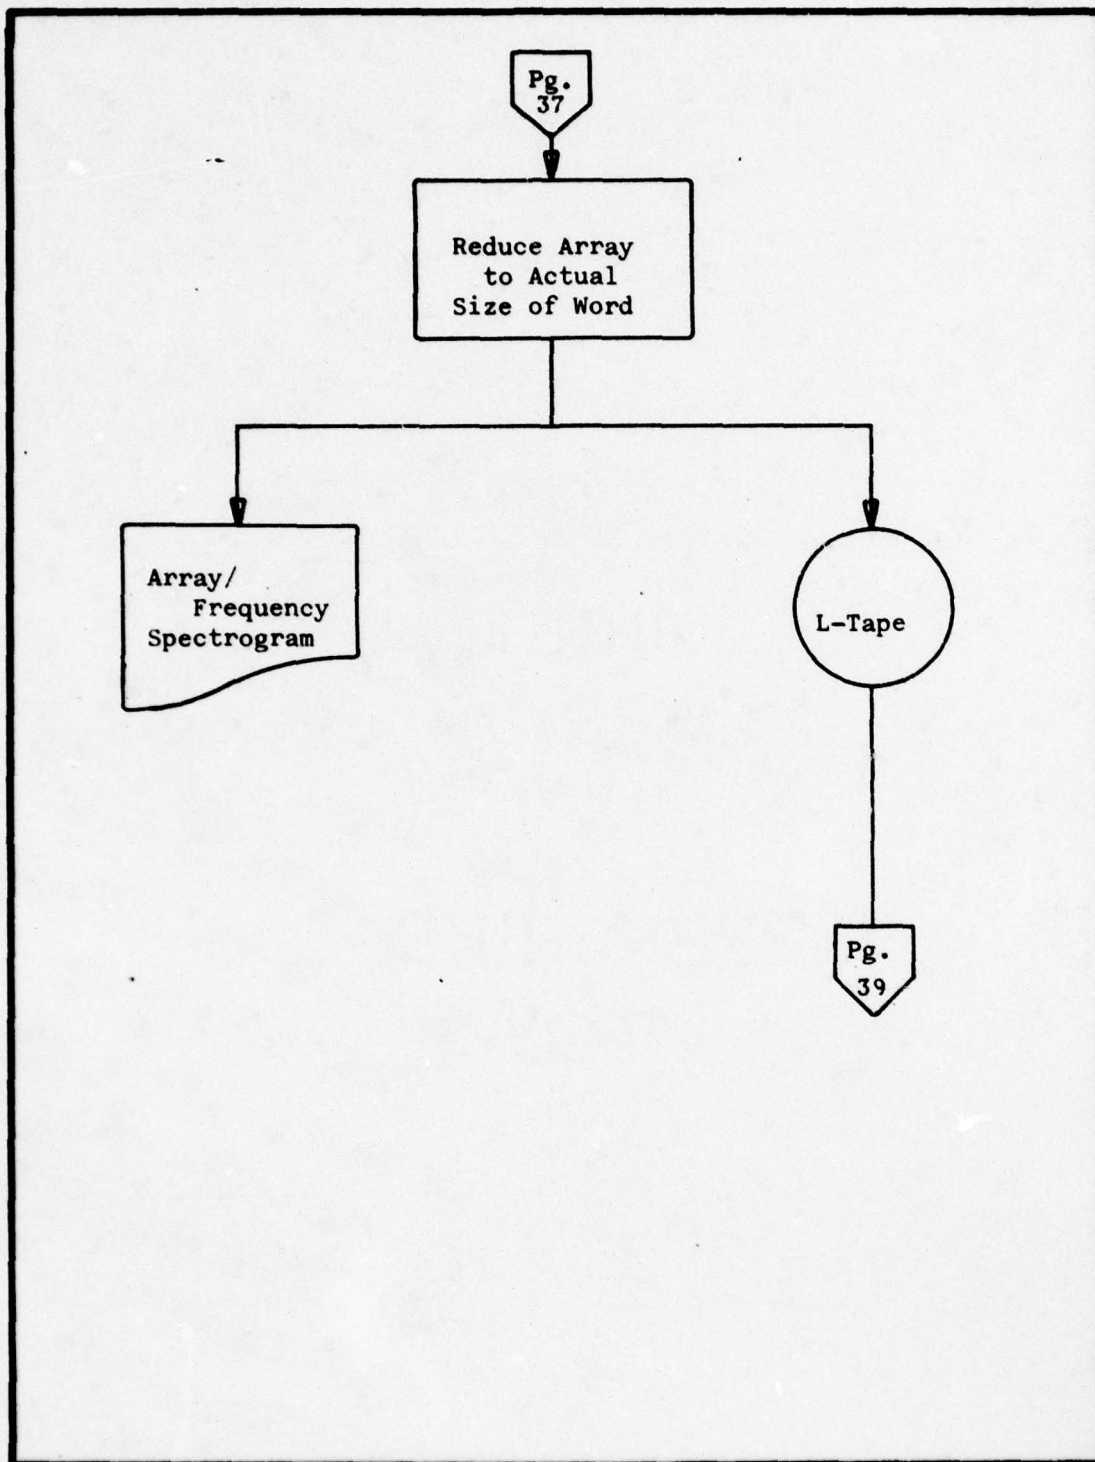 Pg.
37
Reduce Array
to Actual
Size of Word
Array/
Frequency
Spectrogram
L-Tape
Pg.
39